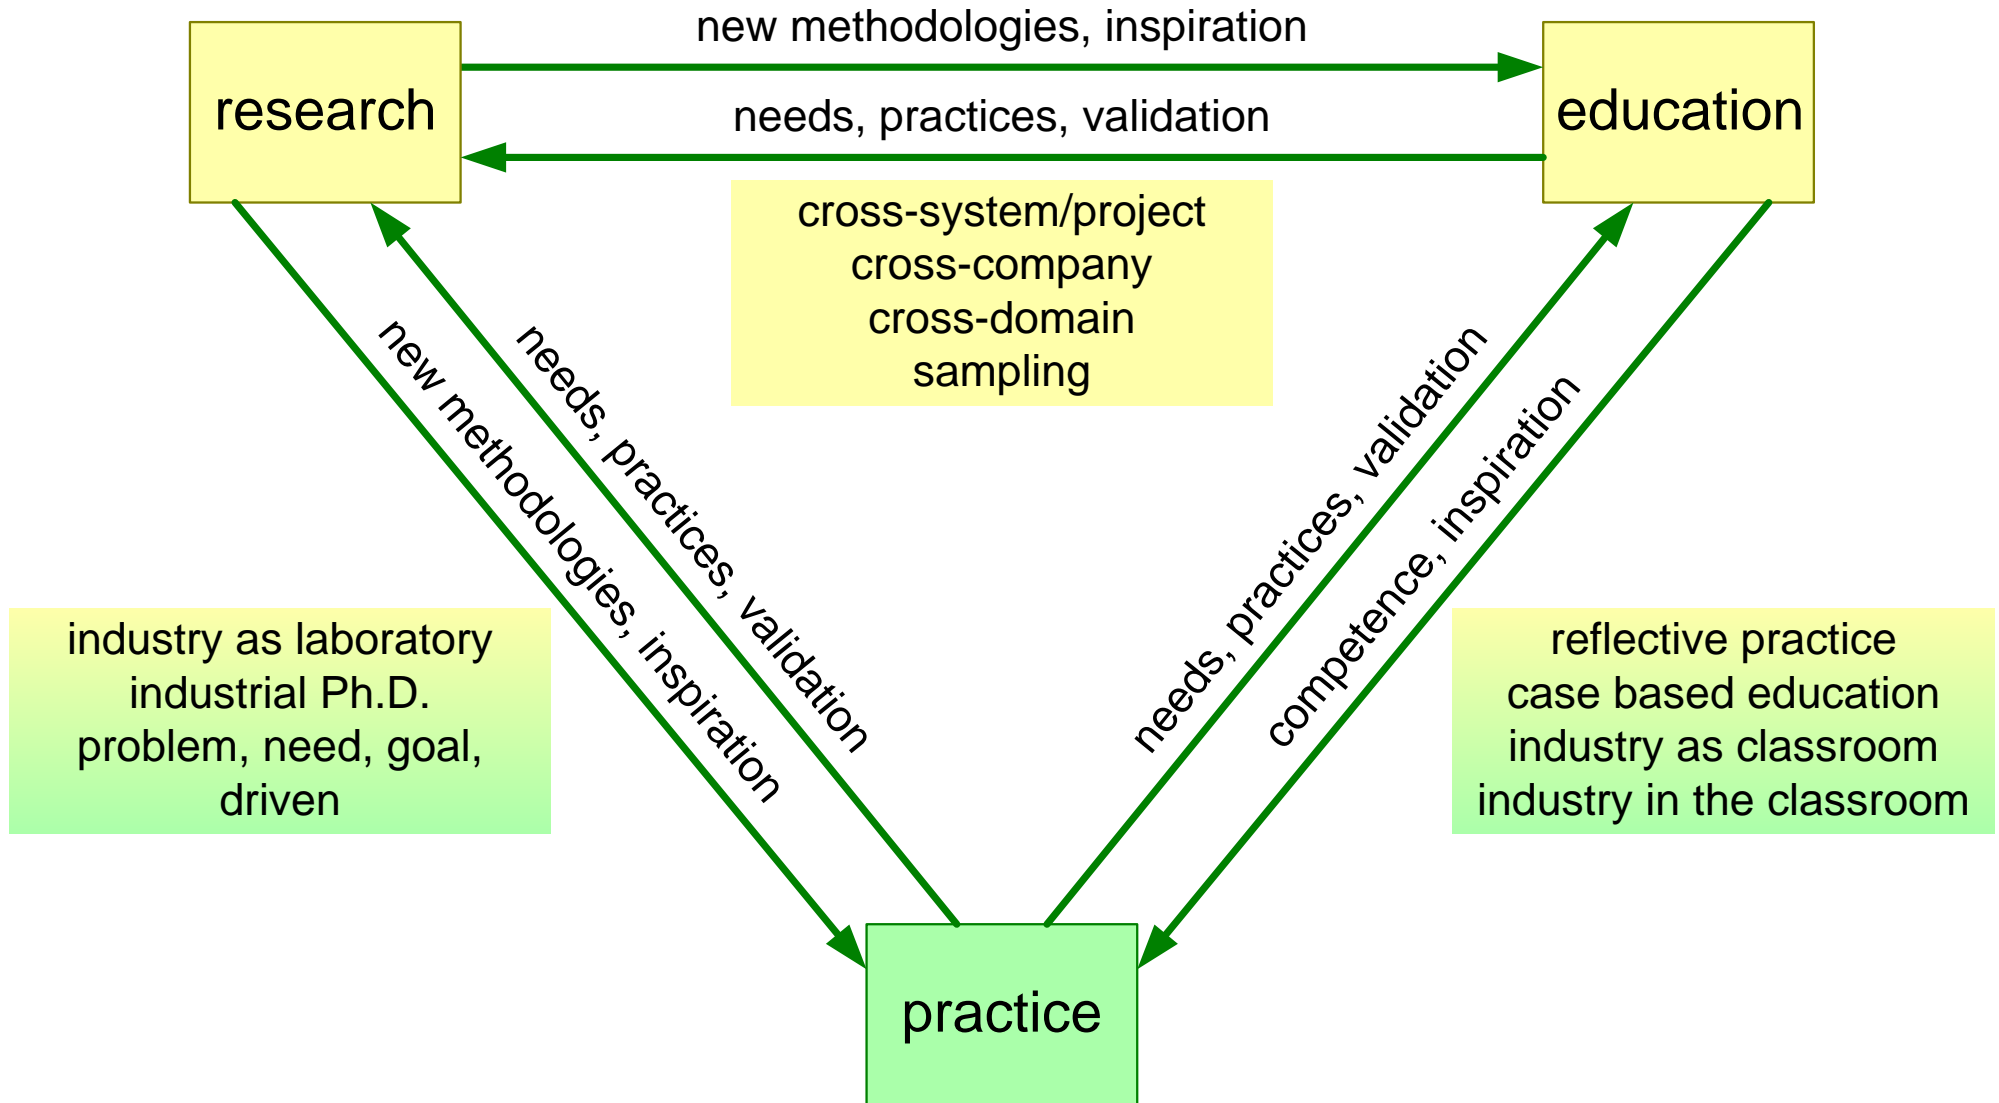 new methodologies, inspiration
research
education
needs, practices, validation
cross-system/project
cross-company
cross-domain
sampling
new methodologies, inspiration
needs, practices, validation
needs, practices, validation
competence, inspiration
industry as laboratory
industrial Ph.D.
problem, need, goal,
driven
reflective practice
case based education
industry as classroom
industry in the classroom
practice